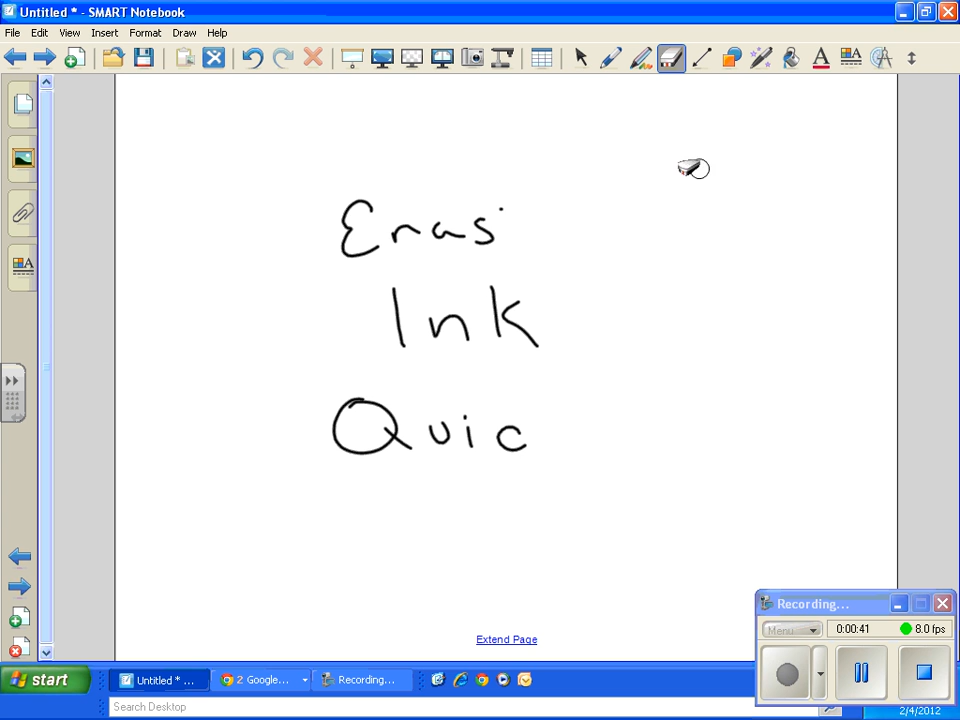 Untitled * - SMART Notebook
File Edit View Insert Format Draw Help
Eras
Ink
Quic
Extend Page
Recording...
Menu 0:00:41 8.0 fps
start Untitled * ... 2 Google... Recording...
Search Desktop
2/4/2012